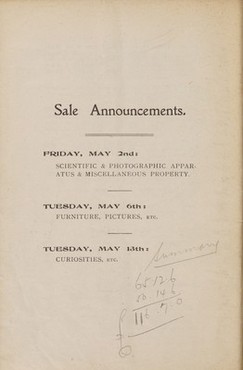 Sale Announcements.
FRIDAY, MAY 2nd:
SCIENTIFIC & PHOTOGRAPHIC APPAR-
ATUS & MISCELLANEOUS PROPERTY.
TUESDAY, MAY 6th:
FURNITURE, PICTURES, ETC.
TUESDAY, MAY 13th:
CURIOSITIES, ETC.
Summary